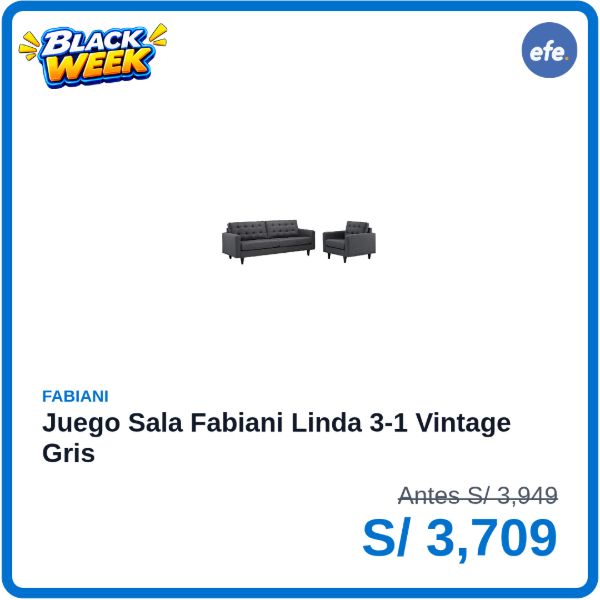 BLACK
WEEK
efe.
FABIANI
Juego Sala Fabiani Linda 3-1 Vintage
Gris
Antes S/ 3,949
S/ 3,709